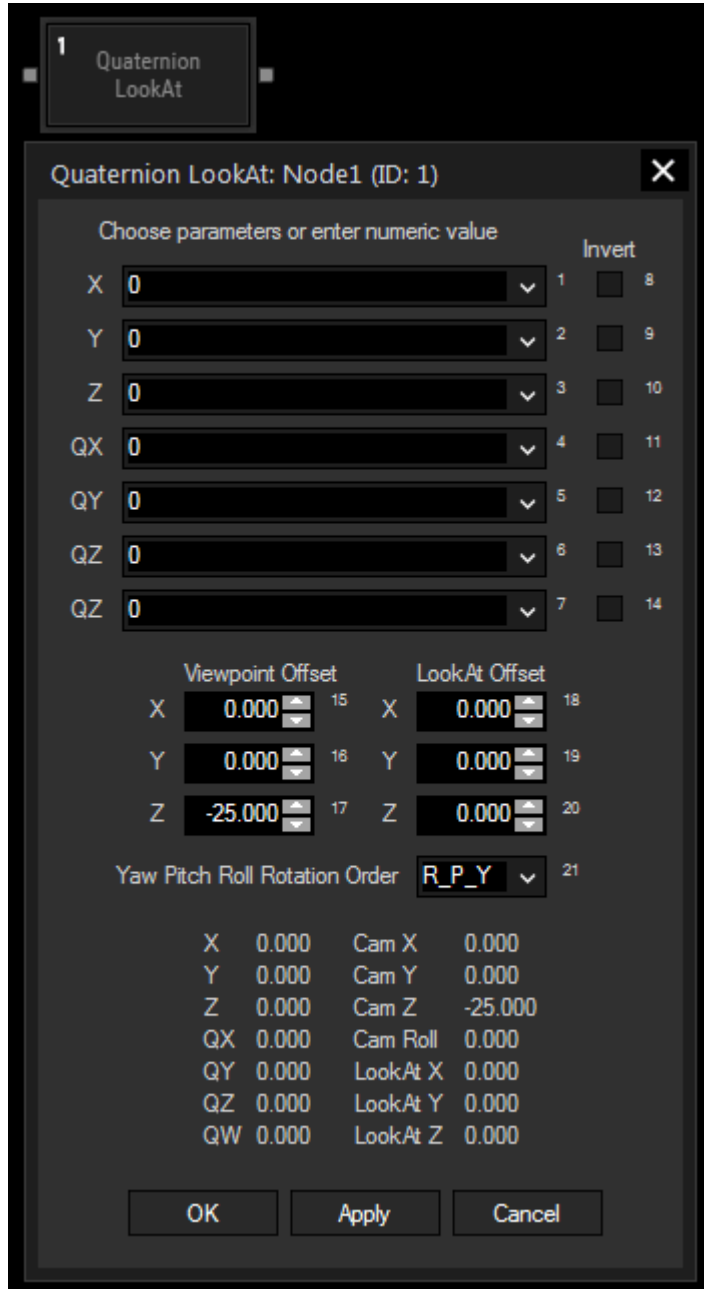 1
Quaternion
LookAt
Quaternion LookAt: Node1 (ID: 1)
Choose parameters or enter numeric value
Invert
X 0 1 8
Y 0 2 9
Z 0 3 10
QX 0 4 11
QY 0 5 12
QZ 0 6 13
QZ 0 7 14
Viewpoint Offset LookAt Offset
X 0.000 15 X 0.000 18
Y 0.000 16 Y 0.000 19
Z -25.000 17 Z 0.000 20
Yaw Pitch Roll Rotation Order R_P_Y 21
X 0.000 Cam X 0.000
Y 0.000 Cam Y 0.000
Z 0.000 Cam Z -25.000
QX 0.000 Cam Roll 0.000
QY 0.000 LookAt X 0.000
QZ 0.000 LookAt Y 0.000
QW 0.000 LookAt Z 0.000
OK Apply Cancel